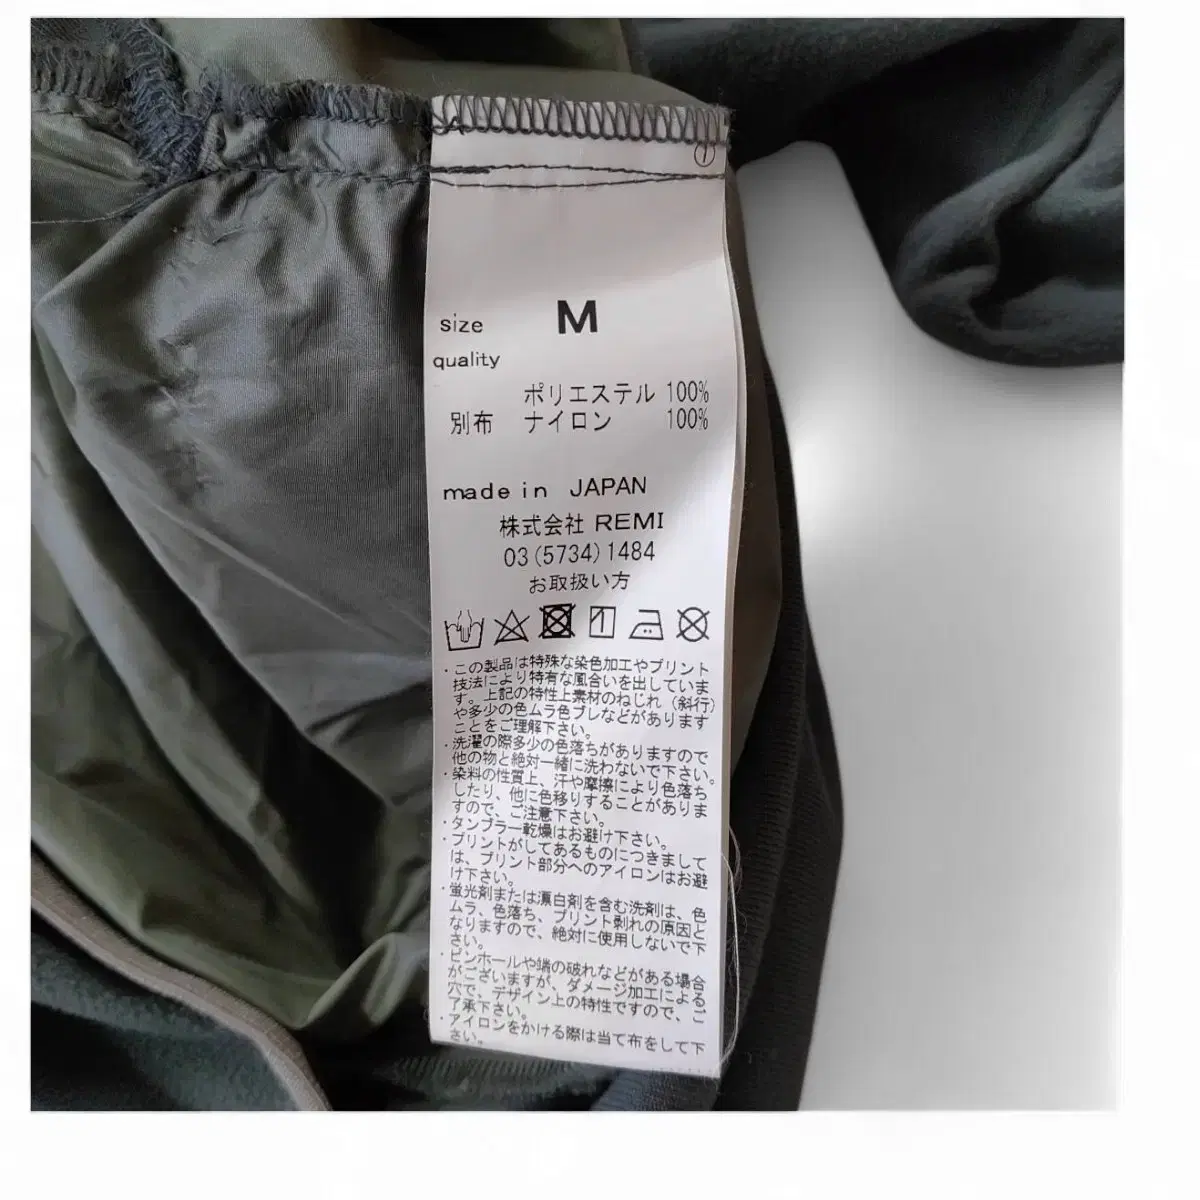 ①
size M
quality
ポリエステル 100%
別布 ナイロン 100%
made in JAPAN
株式会社 REMI
03(5734)1484
お取扱い方
・この製品は特殊な染色加工やプリント
技法により特有な風合いを出していま
す。上記の特性上素材のねじれ(斜行)
や多少の色ムラ色ブレなどがあります
ことをご理解下さい。
・洗濯の際多少の色落ちがありますので
他の物と絶対一緒に洗わないで下さい。
・染料の性質上、汗や摩擦により色落ち
したり、他に色移りすることがありま
すので、ご注意下さい。
・タンブラー乾燥はお避け下さい。
・プリントがしてあるものにつきまして
は、プリント部分へのアイロンはお避
け下さい。
・蛍光剤または漂白剤を含む洗剤は、色
ムラ、色落ち、プリント剥れの原因と
なりますので、絶対に使用しないで下
さい。
・ピンホールや端の破れなどがある場合
がございますが、ダメージ加工による
穴で、デザイン上の特性ですので、ご
了承下さい。
・アイロンをかける際は当て布をして下
さい。